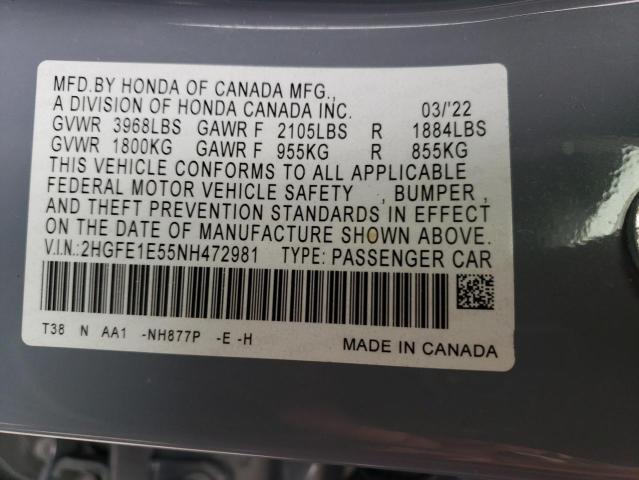 MFD.BY HONDA OF CANADA MFG.,
A DIVISION OF HONDA CANADA INC. 03/'22
GVWR 3968LBS GAWR F 2105LBS R 1884LBS
GVWR 1800KG GAWR F 955KG R 855KG
THIS VEHICLE CONFORMS TO ALL APPLICABLE
FEDERAL MOTOR VEHICLE SAFETY , BUMPER ,
AND THEFT PREVENTION STANDARDS IN EFFECT
ON THE DATE OF MANUFACTURE SHOWN ABOVE.
V.I.N.:2HGFE1E55NH472981 TYPE: PASSENGER CAR
T38 N AA1 -NH877P -E -H
MADE IN CANADA